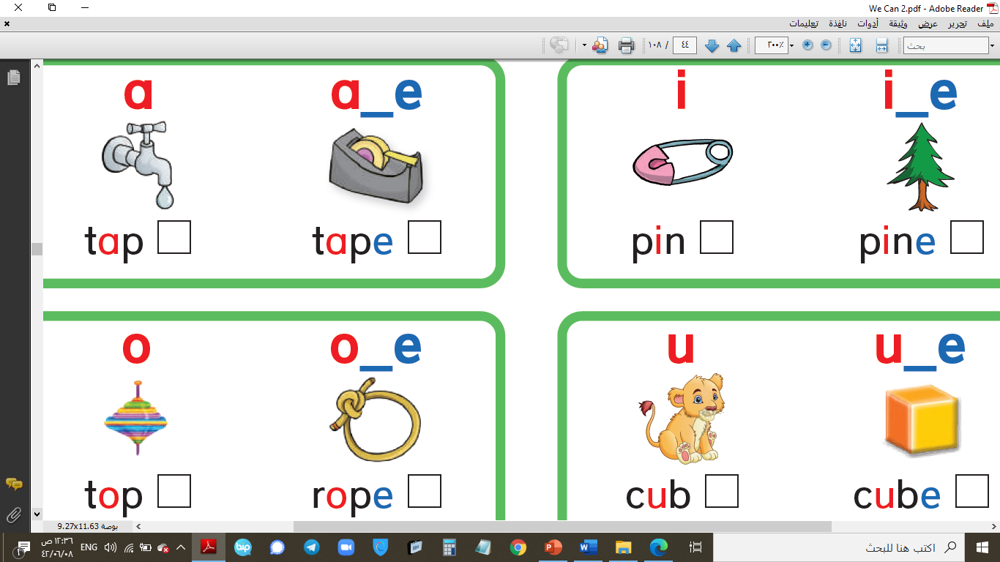 We Can 2.pdf - Adobe Reader
ملف تحرير عرض وثيقة أدوات نافذة تعليمات
١٠٨ / ٤٤ ٢٠٠٪ بحث
a a_e i i_e
tap tape pin pine
o o_e u u_e
top rope cub cube
9.27x11.63 بوصة
١٢:٣٦ ص
ENG
٤٢/٠٦/٠٨
١
bip
P
W
اكتب هنا للبحث